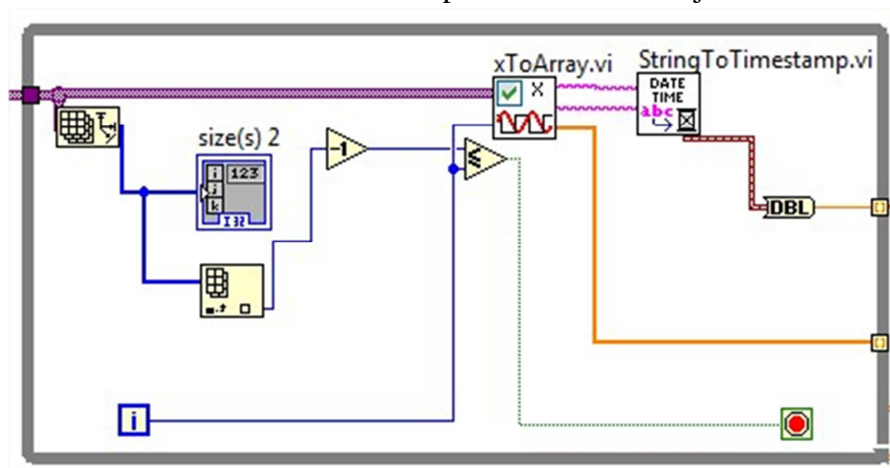 xToArray.vi
StringToTimestamp.vi
X
DATE
TIME
abc
size(s) 2
i
123
j
k
I32
-1
≤
DBL
i